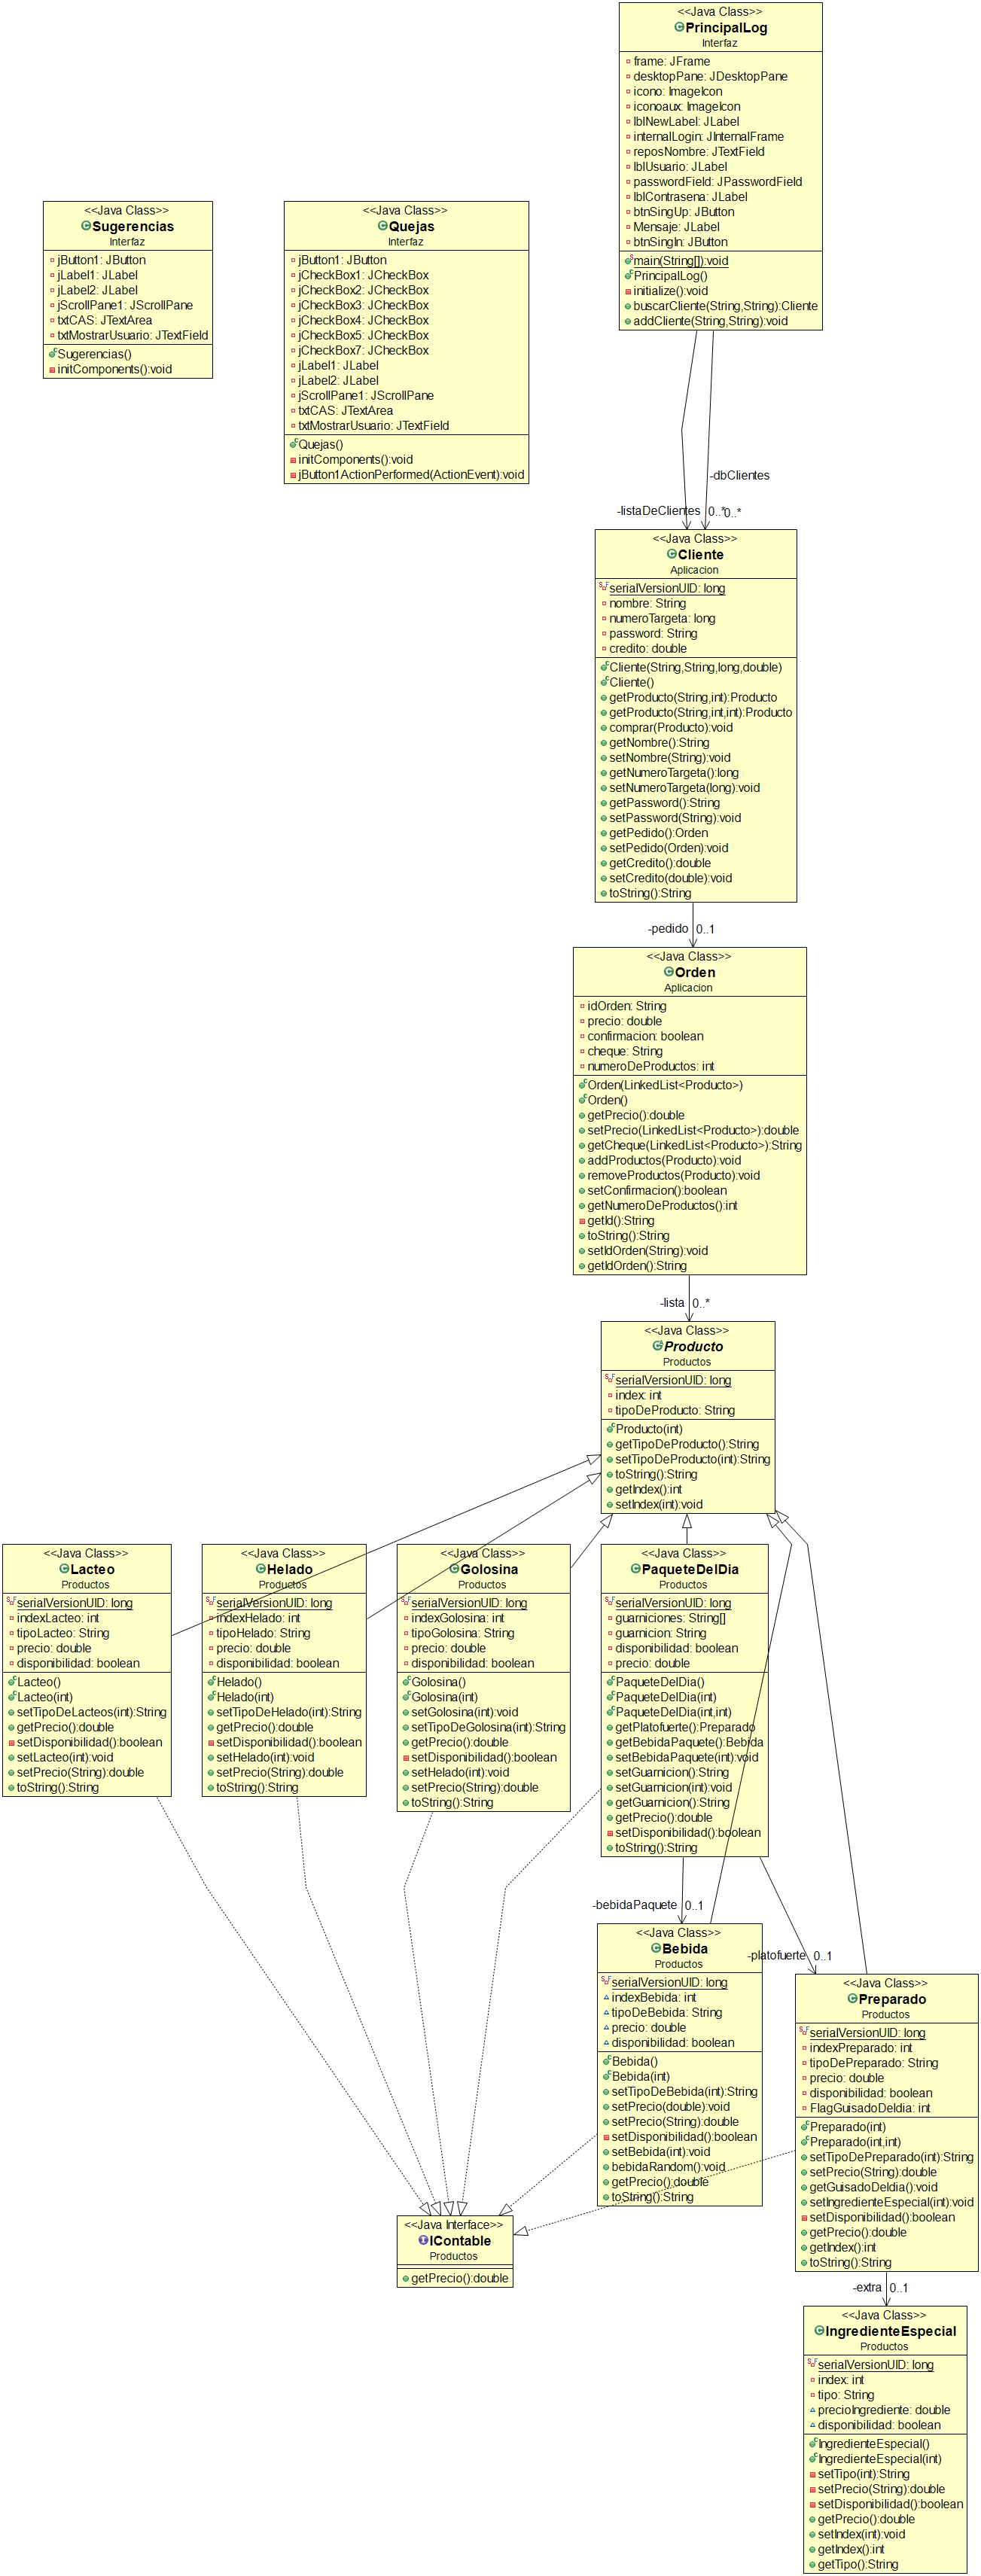 <<Java Class>>
PrincipalLog
Interfaz
frame: JFrame
desktopPane: JDesktopPane
icono: ImageIcon
iconoaux: ImageIcon
lblNewLabel: JLabel
internalLogin: JInternalFrame
reposNombre: JTextField
lblUsuario: JLabel
passwordField: JPasswordField
lblContrasena: JLabel
btnSingUp: JButton
Mensaje: JLabel
btnSingIn: JButton
main(String[]):void
PrincipalLog()
initialize():void
buscarCliente(String,String):Cliente
addCliente(String,String):void
<<Java Class>>
Sugerencias
Interfaz
jButton1: JButton
jLabel1: JLabel
jLabel2: JLabel
jScrollPane1: JScrollPane
txtCAS: JTextArea
txtMostrarUsuario: JTextField
Sugerencias()
initComponents():void
<<Java Class>>
Quejas
Interfaz
jButton1: JButton
jCheckBox1: JCheckBox
jCheckBox2: JCheckBox
jCheckBox3: JCheckBox
jCheckBox4: JCheckBox
jCheckBox5: JCheckBox
jCheckBox7: JCheckBox
jLabel1: JLabel
jLabel2: JLabel
jScrollPane1: JScrollPane
txtCAS: JTextArea
txtMostrarUsuario: JTextField
Quejas()
initComponents():void
jButton1ActionPerformed(ActionEvent):void
-dbClientes
-listaDeClientes 0..* 0..*
<<Java Class>>
Cliente
Aplicacion
serialVersionUID: long
nombre: String
numeroTargeta: long
password: String
credito: double
Cliente(String,String,long,double)
Cliente()
getProducto(String,int):Producto
getProducto(String,int,int):Producto
comprar(Producto):void
getNombre():String
setNombre(String):void
getNumeroTargeta():long
setNumeroTargeta(long):void
getPassword():String
setPassword(String):void
getPedido():Orden
setPedido(Orden):void
getCredito():double
setCredito(double):void
toString():String
-pedido 0..1
<<Java Class>>
Orden
Aplicacion
idOrden: String
precio: double
confirmacion: boolean
cheque: String
numeroDeProductos: int
Orden(LinkedList<Producto>)
Orden()
getPrecio():double
setPrecio(LinkedList<Producto>):double
getCheque(LinkedList<Producto>):String
addProductos(Producto):void
removeProductos(Producto):void
setConfirmacion():boolean
getNumeroDeProductos():int
getId():String
toString():String
setIdOrden(String):void
getIdOrden():String
-lista 0..*
<<Java Class>>
Producto
Productos
serialVersionUID: long
index: int
tipoDeProducto: String
Producto(int)
getTipoDeProducto():String
setTipoDeProducto(int):String
toString():String
getIndex():int
setIndex(int):void
<<Java Class>>
Lacteo
Productos
serialVersionUID: long
indexLacteo: int
tipoLacteo: String
precio: double
disponibilidad: boolean
Lacteo()
Lacteo(int)
setTipoDeLacteos(int):String
getPrecio():double
setDisponibilidad():boolean
setLacteo(int):void
setPrecio(String):double
toString():String
<<Java Class>>
Helado
Productos
serialVersionUID: long
indexHelado: int
tipoHelado: String
precio: double
disponibilidad: boolean
Helado()
Helado(int)
setTipoDeHelado(int):String
getPrecio():double
setDisponibilidad():boolean
setHelado(int):void
setPrecio(String):double
toString():String
<<Java Class>>
Golosina
Productos
serialVersionUID: long
indexGolosina: int
tipoGolosina: String
precio: double
disponibilidad: boolean
Golosina()
Golosina(int)
setGolosina(int):void
setTipoDeGolosina(int):String
getPrecio():double
setDisponibilidad():boolean
setHelado(int):void
setPrecio(String):double
toString():String
<<Java Class>>
PaqueteDelDia
Productos
serialVersionUID: long
guarniciones: String[]
guarnicion: String
disponibilidad: boolean
precio: double
PaqueteDelDia()
PaqueteDelDia(int)
PaqueteDelDia(int,int)
getPlatofuerte():Preparado
getBebidaPaquete():Bebida
setBebidaPaquete(int):void
setPrecio(String):double
setGuarnicion():String
setGuarnicion(int):void
getGuarnicion():String
getPrecio():double
setDisponibilidad():boolean
toString():String
-bebidaPaquete 0..1
<<Java Class>>
Bebida
Productos
serialVersionUID: long
indexBebida: int
tipoDeBebida: String
precio: double
disponibilidad: boolean
Bebida()
Bebida(int)
setTipoDeBebida(int):String
setPrecio(double):void
setPrecio(String):double
setDisponibilidad():boolean
setBebida(int):void
bebidaRandom():void
getPrecio():double
toString():String
-platofuerte 0..1
<<Java Class>>
Preparado
Productos
serialVersionUID: long
indexPreparado: int
tipoDePreparado: String
precio: double
disponibilidad: boolean
FlagGuisadoDeldia: int
Preparado(int)
Preparado(int,int)
setTipoDePreparado(int):String
setPrecio(String):double
getGuisadoDeldia():void
setIngredienteEspecial(int):void
setDisponibilidad():boolean
getPrecio():double
getIndex():int
toString():String
<<Java Interface>>
IContable
Productos
getPrecio():double
-extra 0..1
<<Java Class>>
IngredienteEspecial
Productos
serialVersionUID: long
index: int
tipo: String
precioIngrediente: double
disponibilidad: boolean
IngredienteEspecial()
IngredienteEspecial(int)
setTipo(int):String
setPrecio(String):double
setDisponibilidad():boolean
getPrecio():double
setIndex(int):void
getIndex():int
getTipo():String